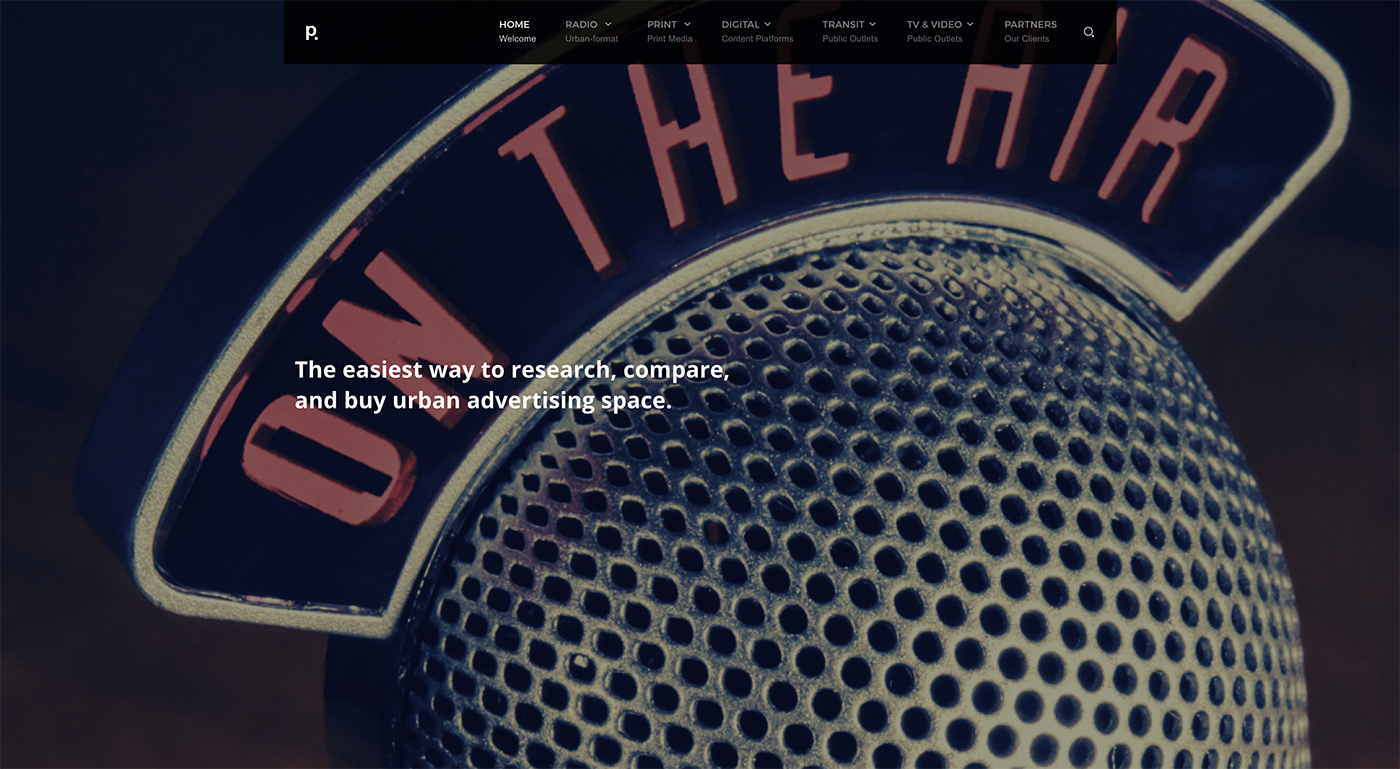 p.
HOME RADIO PRINT DIGITAL TRANSIT TV & VIDEO PARTNERS
Welcome Urban-format Print Media Content Platforms Public Outlets Public Outlets Our Clients
ON THE AIR
The easiest way to research, compare,
and buy urban advertising space.